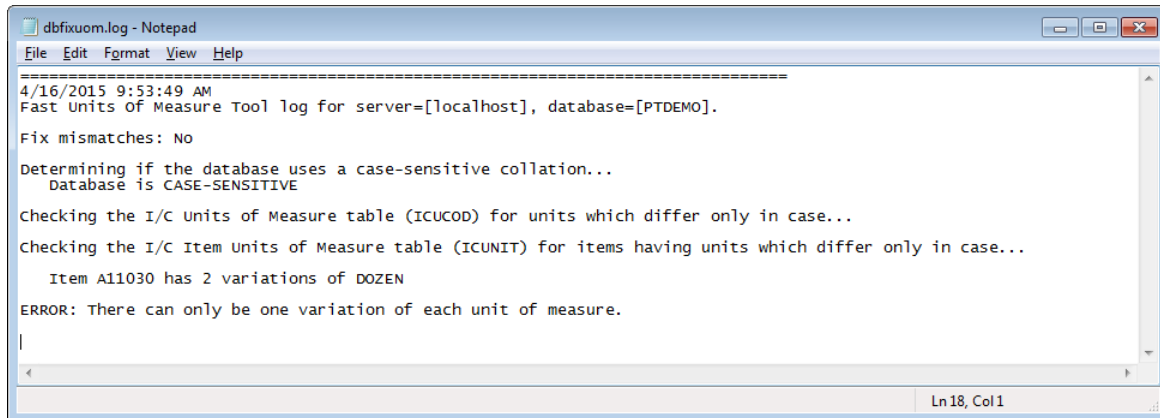 dbfixuom.log - Notepad
File Edit Format View Help
================================================================================
4/16/2015 9:53:49 AM
Fast Units Of Measure Tool log for server=[localhost], database=[PTDEMO].
Fix mismatches: No
Determining if the database uses a case-sensitive collation...
Database is CASE-SENSITIVE
Checking the I/C Units of Measure table (ICUCOD) for units which differ only in case...
Checking the I/C Item Units of Measure table (ICUNIT) for items having units which differ only in case...
Item A11030 has 2 variations of DOZEN
ERROR: There can only be one variation of each unit of measure.
Ln 18, Col 1